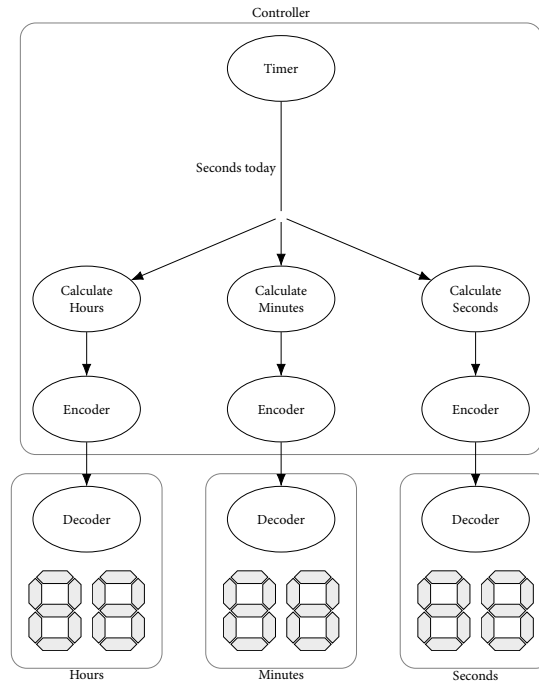 Controller
Timer
Seconds today
Calculate
Hours
Calculate
Minutes
Calculate
Seconds
Encoder
Encoder
Encoder
Decoder
Decoder
Decoder
Hours
Minutes
Seconds